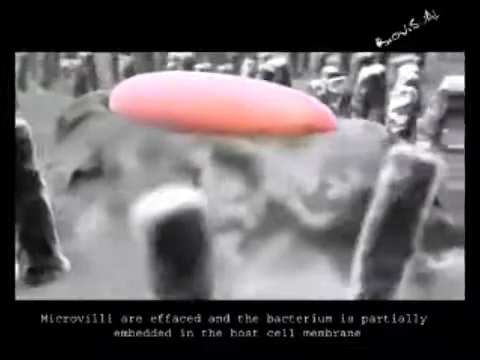 Microvilli are effaced and the bacterium is partially
embedded in the host cell membrane